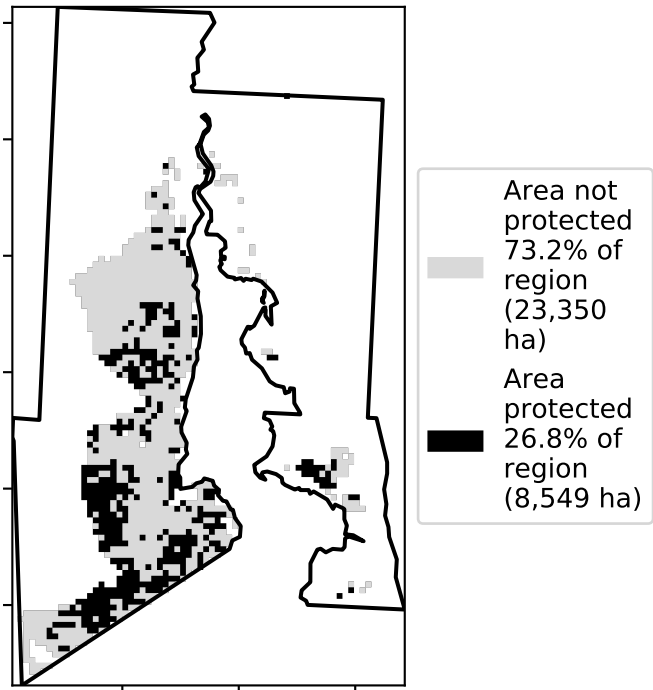 Area not
protected
73.2% of
region
(23,350
ha)
Area
protected
26.8% of
region
(8,549 ha)